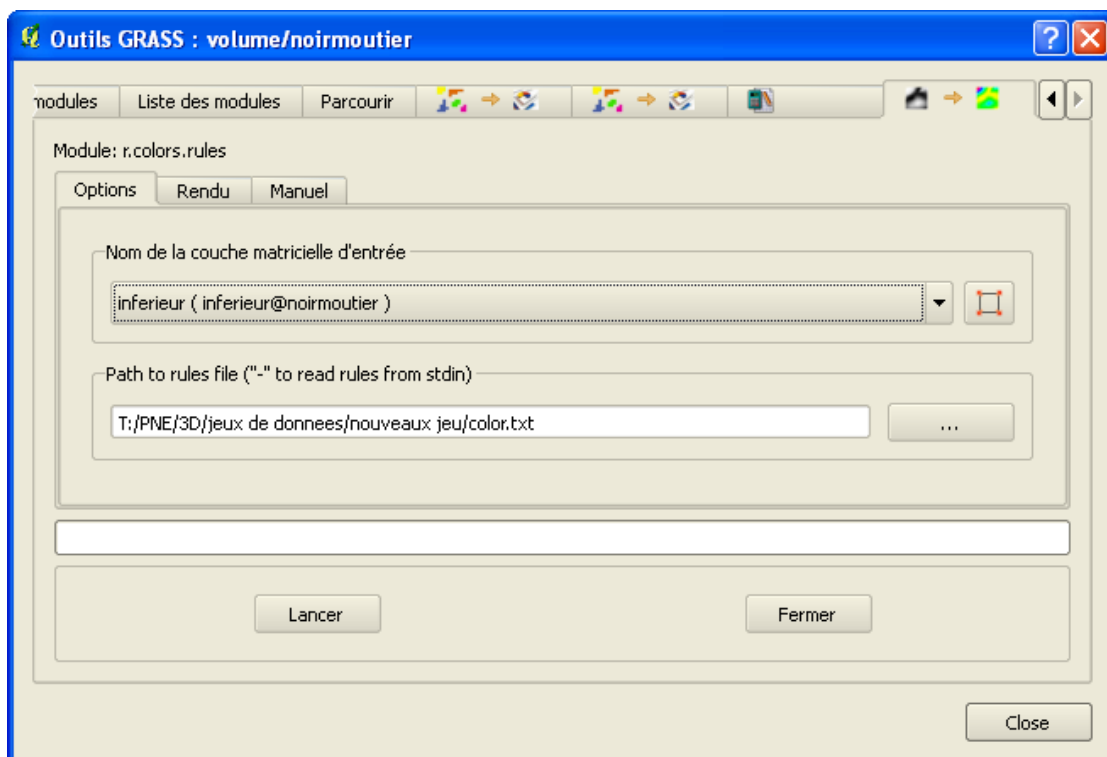 Outils GRASS : volume/noirmoutier
modules Liste des modules Parcourir
Module: r.colors.rules
Options Rendu Manuel
Nom de la couche matricielle d'entrée
inferieur ( inferieur@noirmoutier )
Path to rules file ("-" to read rules from stdin)
T:/PNE/3D/jeux de donnees/nouveaux jeu/color.txt
...
Lancer Fermer
Close